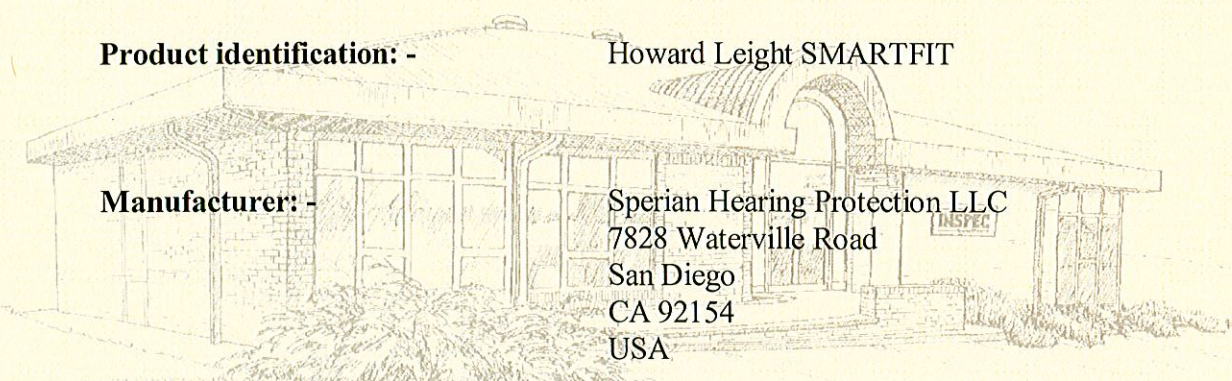 Product identification: - Howard Leight SMARTFIT
Manufacturer: - Sperian Hearing Protection LLC
7828 Waterville Road
San Diego
CA 92154
USA
INSPEC